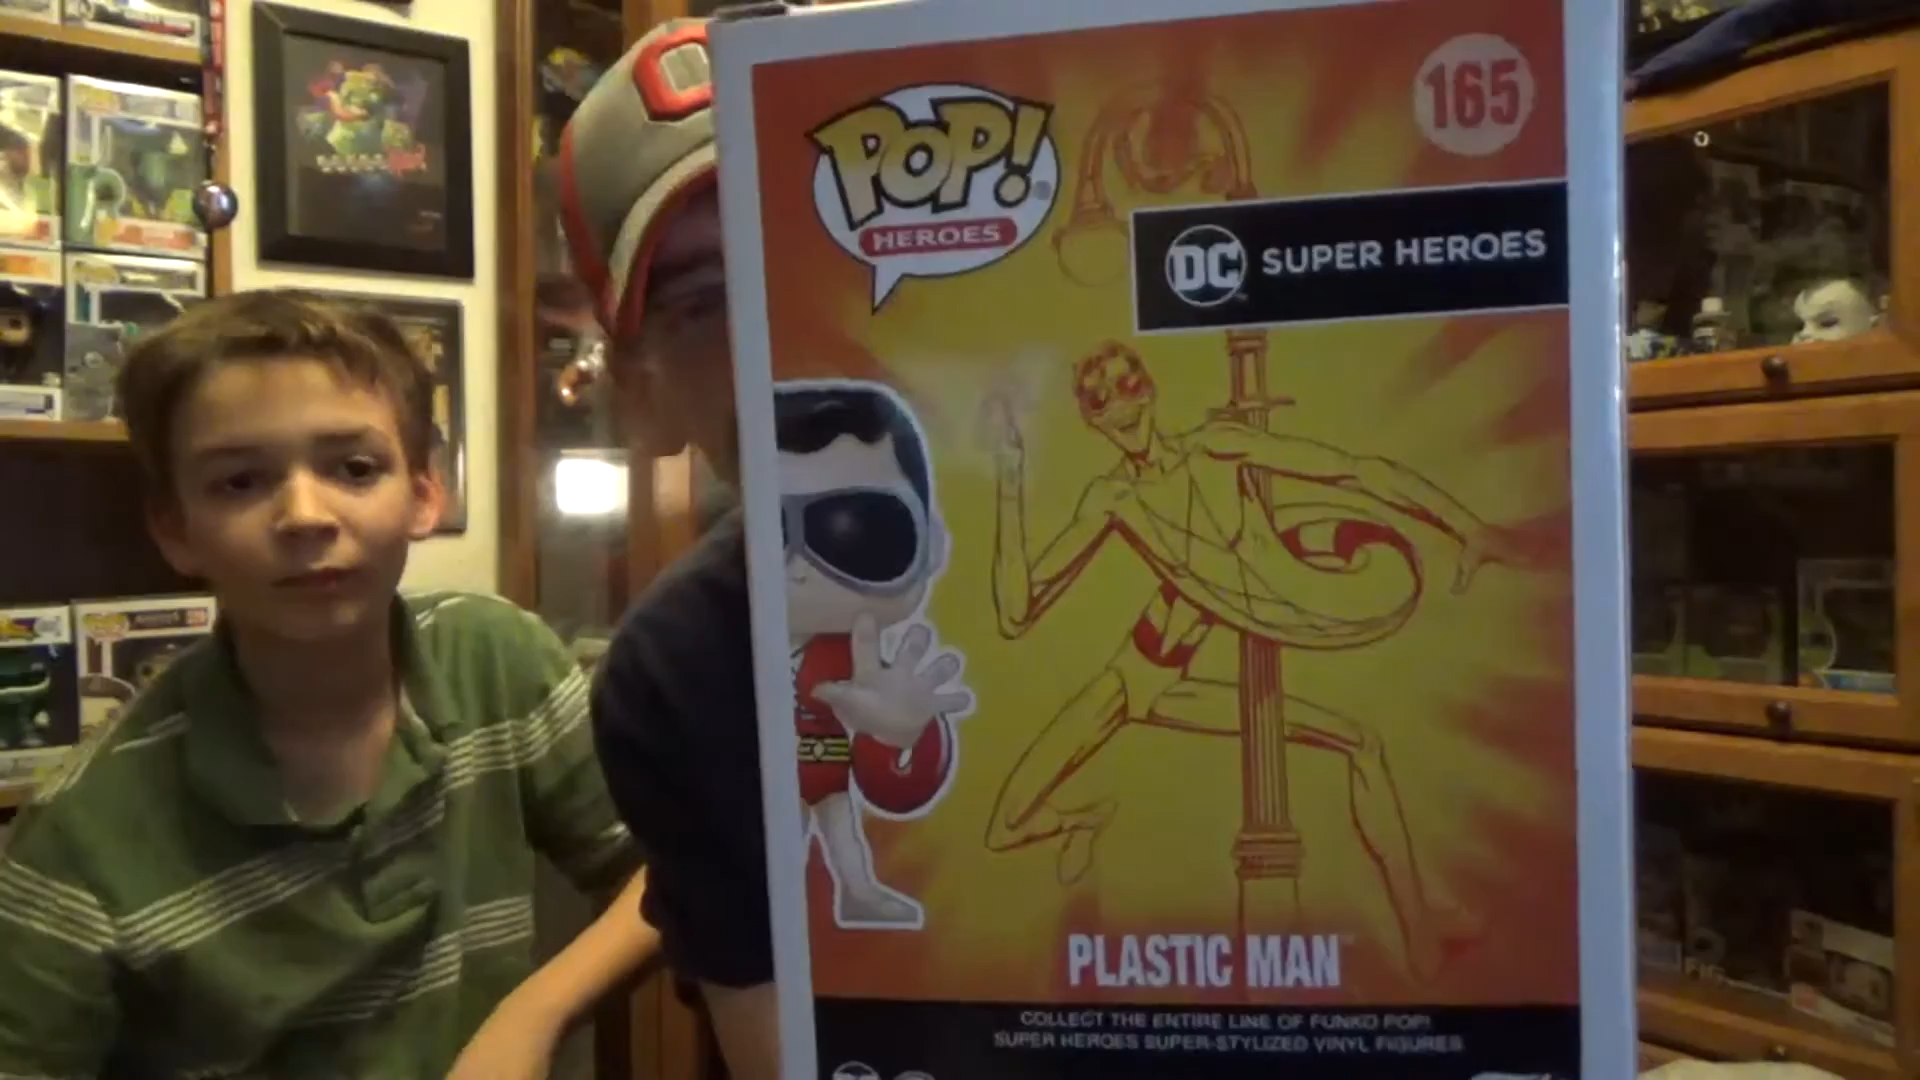 POP!
HEROES
165
DC SUPER HEROES
PLASTIC MAN
COLLECT THE ENTIRE LINE OF FUNKO POP!
SUPER HEROES SUPER-STYLIZED VINYL FIGURES